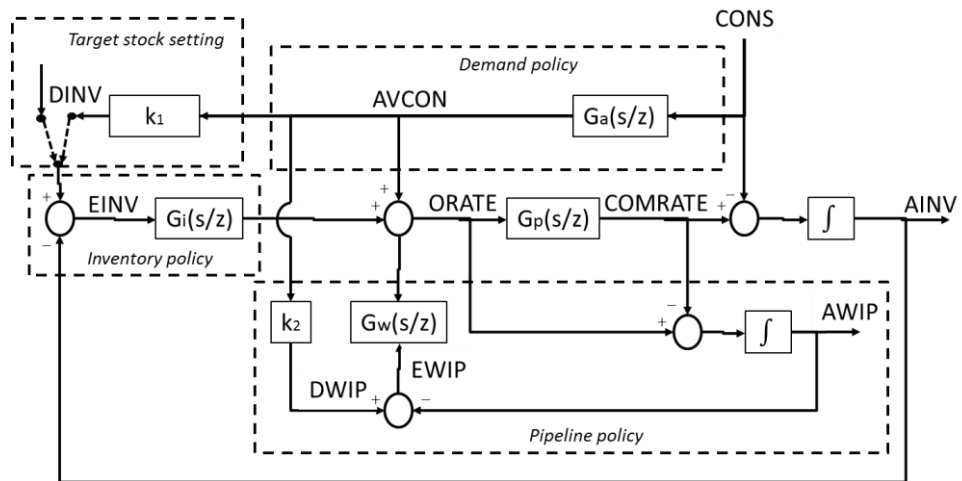 CONS
Target stock setting
Demand policy
DINV
k₁
AVCON
Gₐ(s/z)
+
−
EINV
Gi(s/z)
+
+
ORATE
Gp(s/z)
COMRATE
−
+
∫
AINV
Inventory policy
k₂
Gw(s/z)
−
+
∫
AWIP
DWIP
EWIP
+
−
Pipeline policy